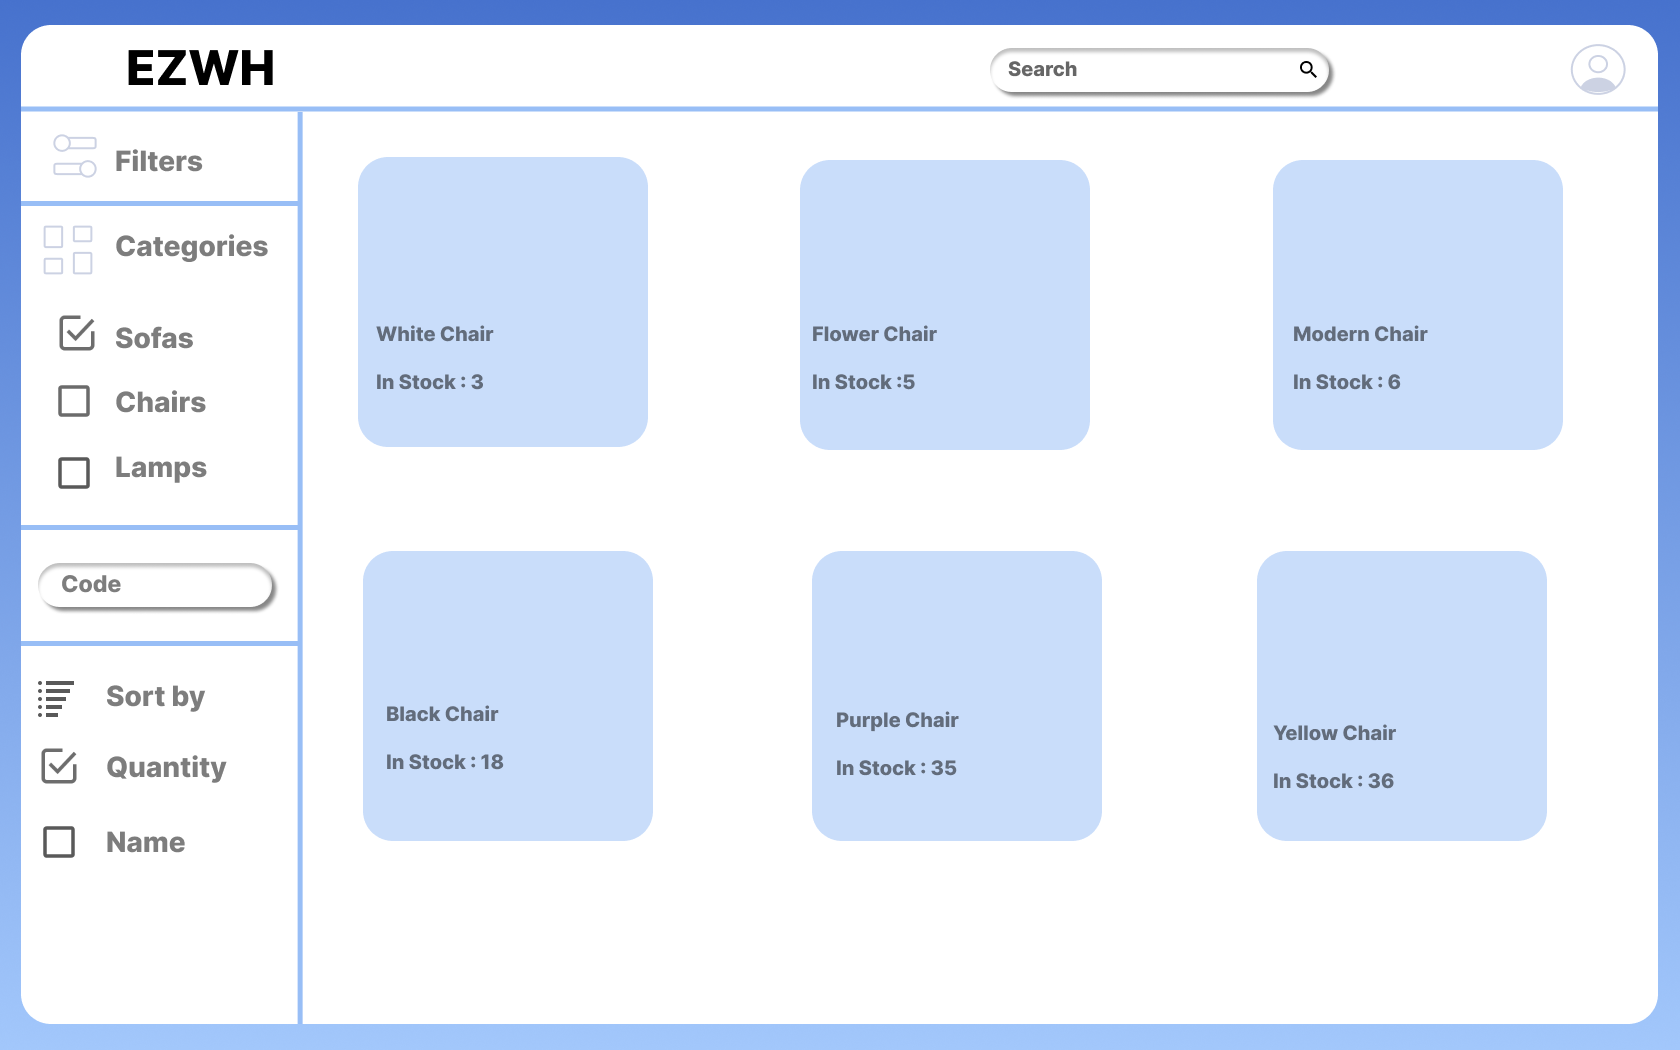 EZWH
Search
Filters
Categories
Sofas
Chairs
Lamps
Code
Sort by
Quantity
Name
White Chair
In Stock : 3
Flower Chair
In Stock :5
Modern Chair
In Stock : 6
Black Chair
In Stock : 18
Purple Chair
In Stock : 35
Yellow Chair
In Stock : 36